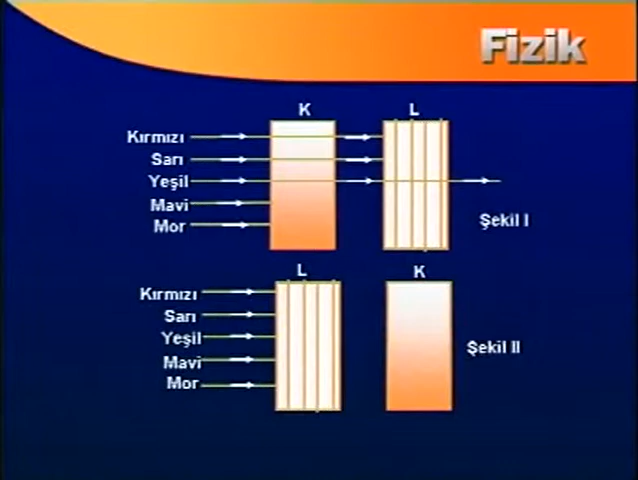 Fizik
K L
Kırmızı
Sarı
Yeşil
Mavi
Mor
Şekil I
L K
Kırmızı
Sarı
Yeşil
Mavi
Mor
Şekil II